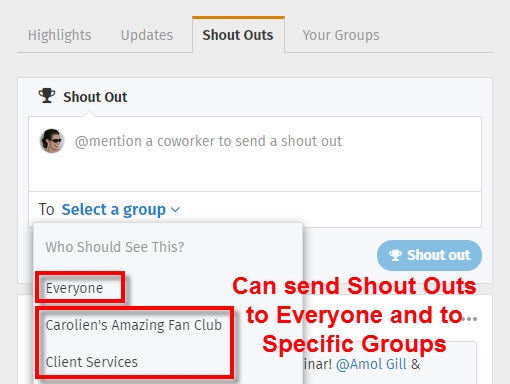 Highlights Updates Shout Outs Your Groups
Shout Out
@mention a coworker to send a shout out
To Select a group
Who Should See This?
Shout out
Everyone
Carolien's Amazing Fan Club
Client Services
Can send Shout Outs
to Everyone and to
Specific Groups
inar! @Amol Gill &